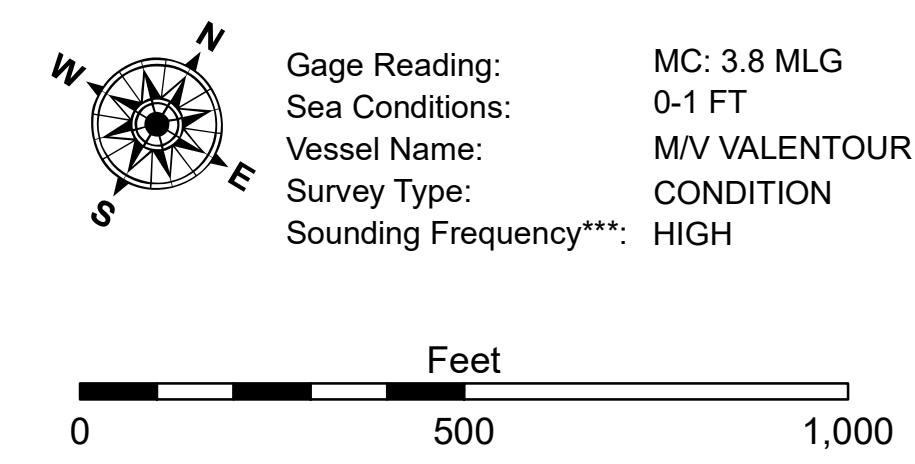 N
W
E
S
Gage Reading: MC: 3.8 MLG
Sea Conditions: 0-1 FT
Vessel Name: M/V VALENTOUR
Survey Type: CONDITION
Sounding Frequency***: HIGH
Feet
0 500 1,000